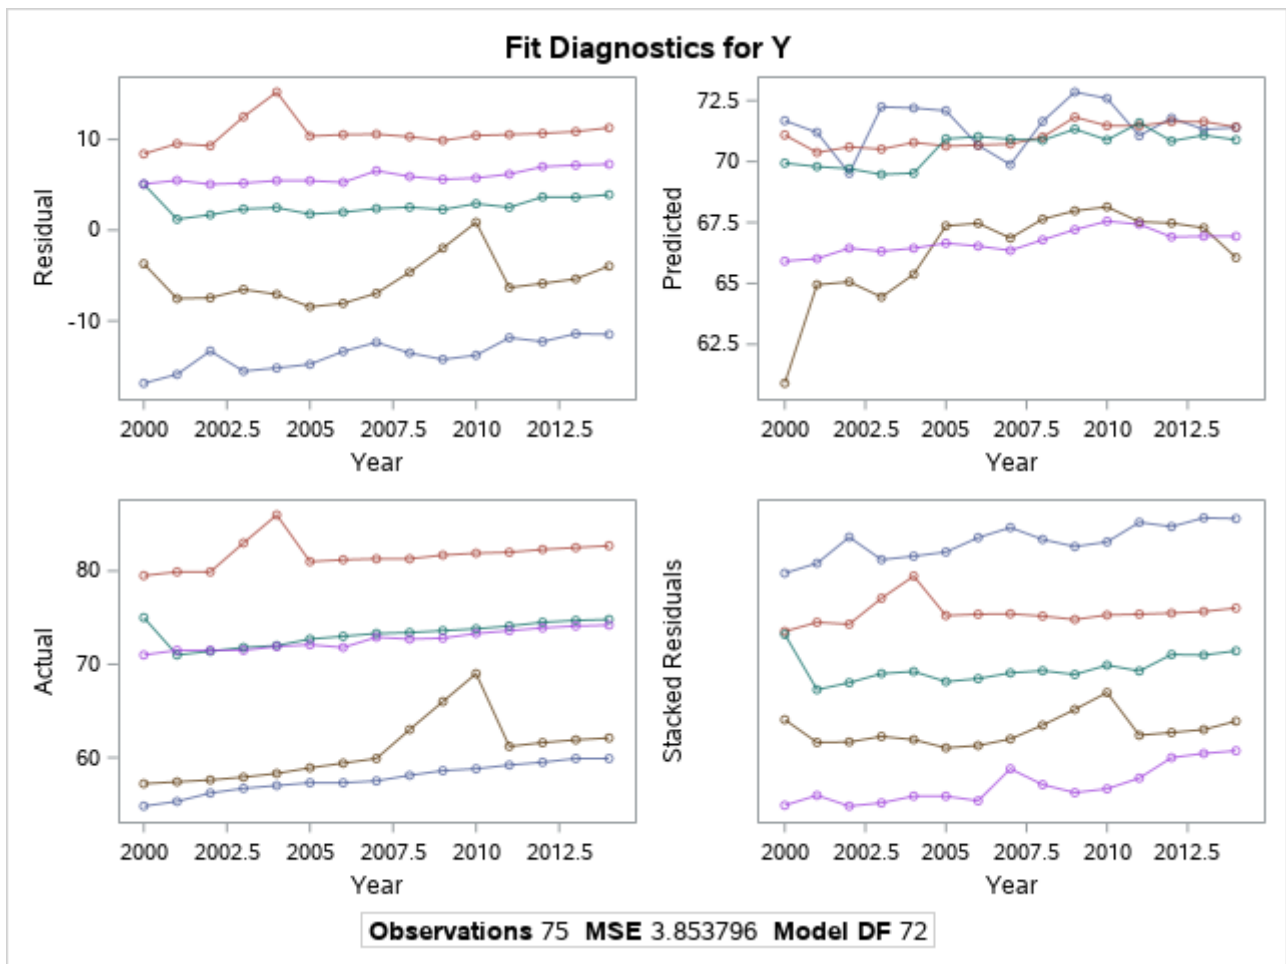 Fit Diagnostics for Y
Residual
10
0
-10
2000 2002.5 2005 2007.5 2010 2012.5
Year
Predicted
72.5
70
67.5
65
62.5
2000 2002.5 2005 2007.5 2010 2012.5
Year
Actual
80
70
60
2000 2002.5 2005 2007.5 2010 2012.5
Year
Stacked Residuals
2000 2002.5 2005 2007.5 2010 2012.5
Year
Observations 75 MSE 3.853796 Model DF 72